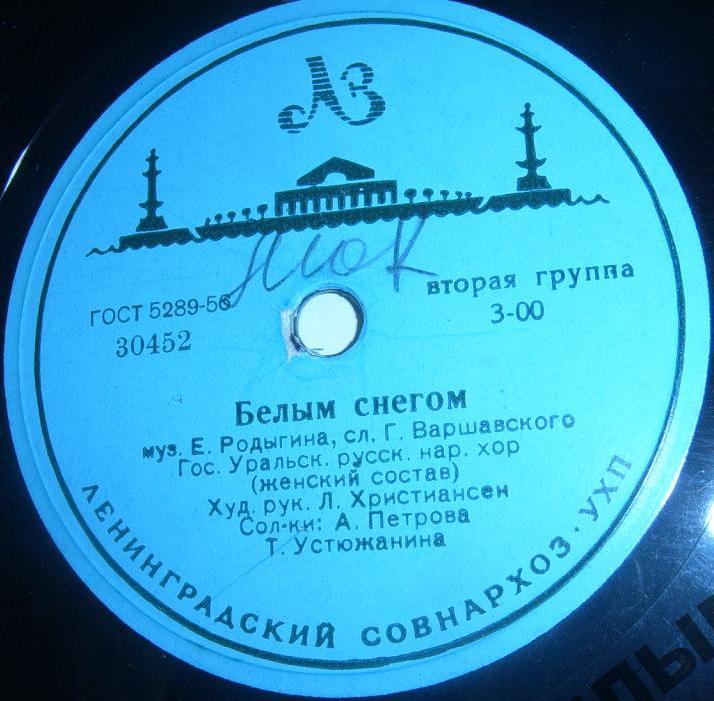 ЛЗ
ГОСТ 5289-56
30452
вторая группа
3-00
Белым снегом
муз. Е. Родыгина, сл. Г. Варшавского
Гос. Уральск. русск. нар. хор
(женский состав)
Худ. рук. Л. Христиансен
Сол-ки: А. Петрова
Т. Устюжанина
ЛЕНИНГРАДСКИЙ СОВНАРХОЗ · УХП